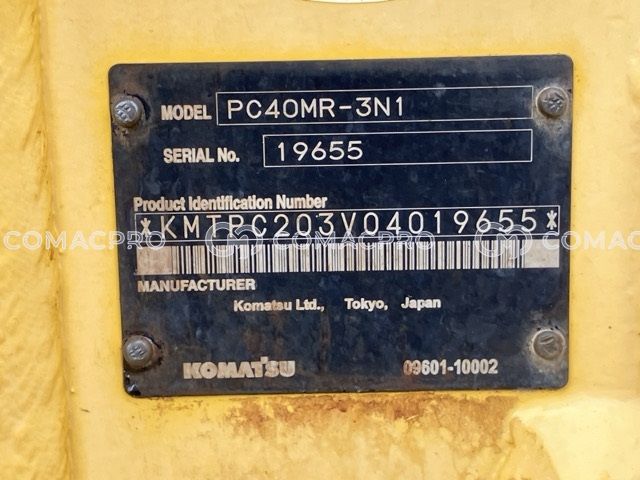 MODEL PC40MR-3N1
SERIAL No. 19655
Product Identification Number
*KMTPC203V04019655*
COMACPRO COMACPRO COMACPRO
MANUFACTURER
Komatsu Ltd., Tokyo, Japan
KOMATSU 09601-10002